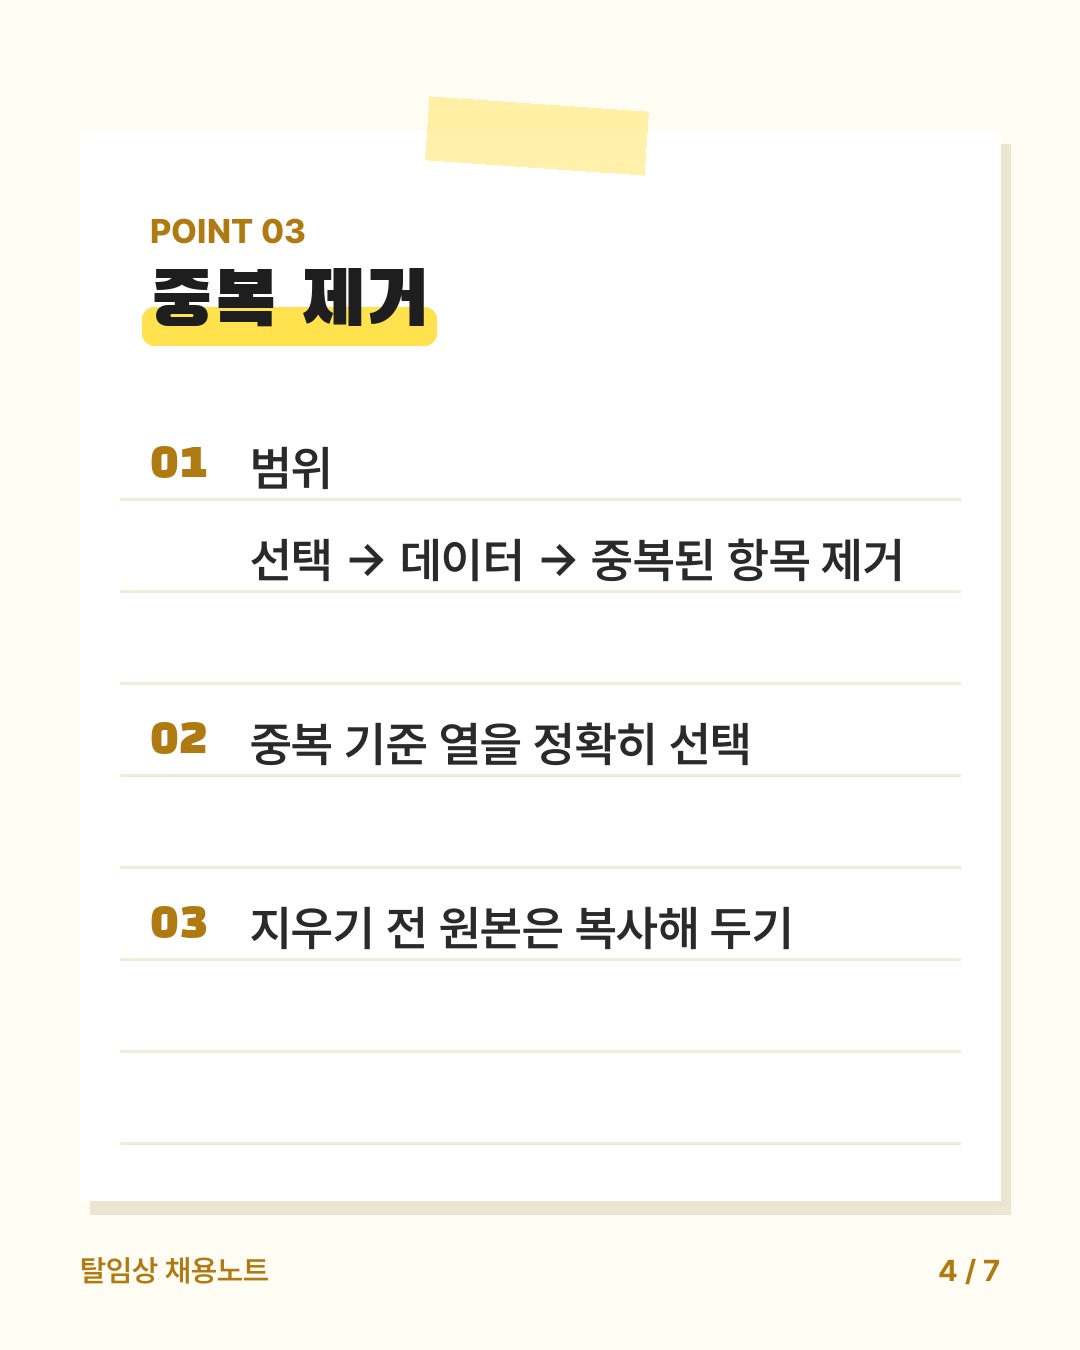 POINT 03
중복 제거
01 범위
선택 → 데이터 → 중복된 항목 제거
02 중복 기준 열을 정확히 선택
03 지우기 전 원본은 복사해 두기
탈임상 채용노트
4 / 7